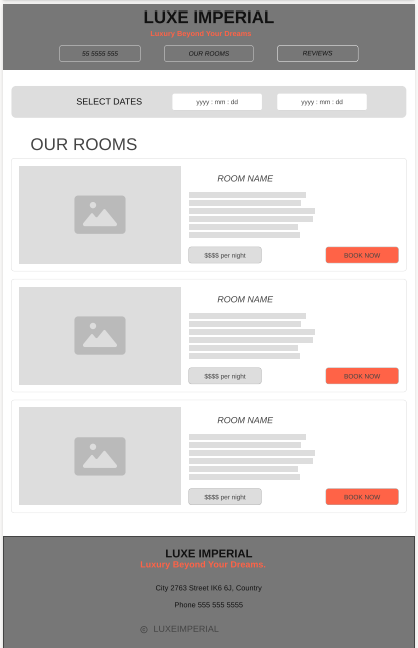 LUXE IMPERIAL
Luxury Beyond Your Dreams
55 5555 555
OUR ROOMS
REVIEWS
SELECT DATES
yyyy : mm : dd
yyyy : mm : dd
OUR ROOMS
ROOM NAME
$$$$ per night
BOOK NOW
ROOM NAME
$$$$ per night
BOOK NOW
ROOM NAME
$$$$ per night
BOOK NOW
LUXE IMPERIAL
Luxury Beyond Your Dreams.
City 2763 Street IK6 6J, Country
Phone 555 555 5555
LUXEIMPERIAL